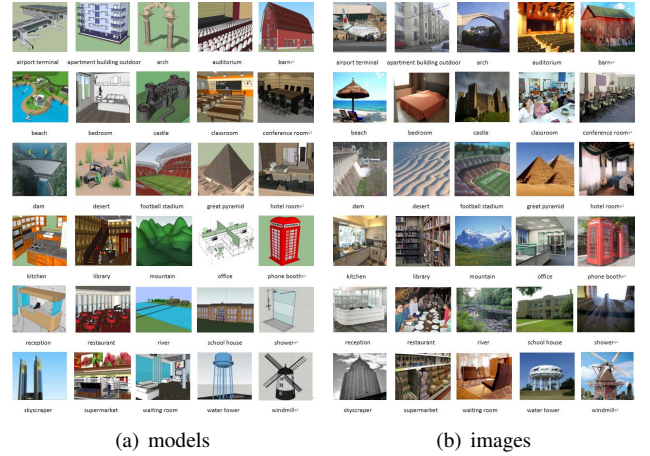 airport terminal apartment building outdoor arch auditorium barn
airport terminal apartment building outdoor arch auditorium barn
beach bedroom castle classroom conference room
beach bedroom castle classroom conference room
dam desert football stadium great pyramid hotel room
dam desert football stadium great pyramid hotel room
kitchen library mountain office phone booth
kitchen library mountain office phone booth
reception restaurant river school house shower
reception restaurant river school house shower
skyscraper supermarket waiting room water tower windmill
skyscraper supermarket waiting room water tower windmill
(a) models
(b) images